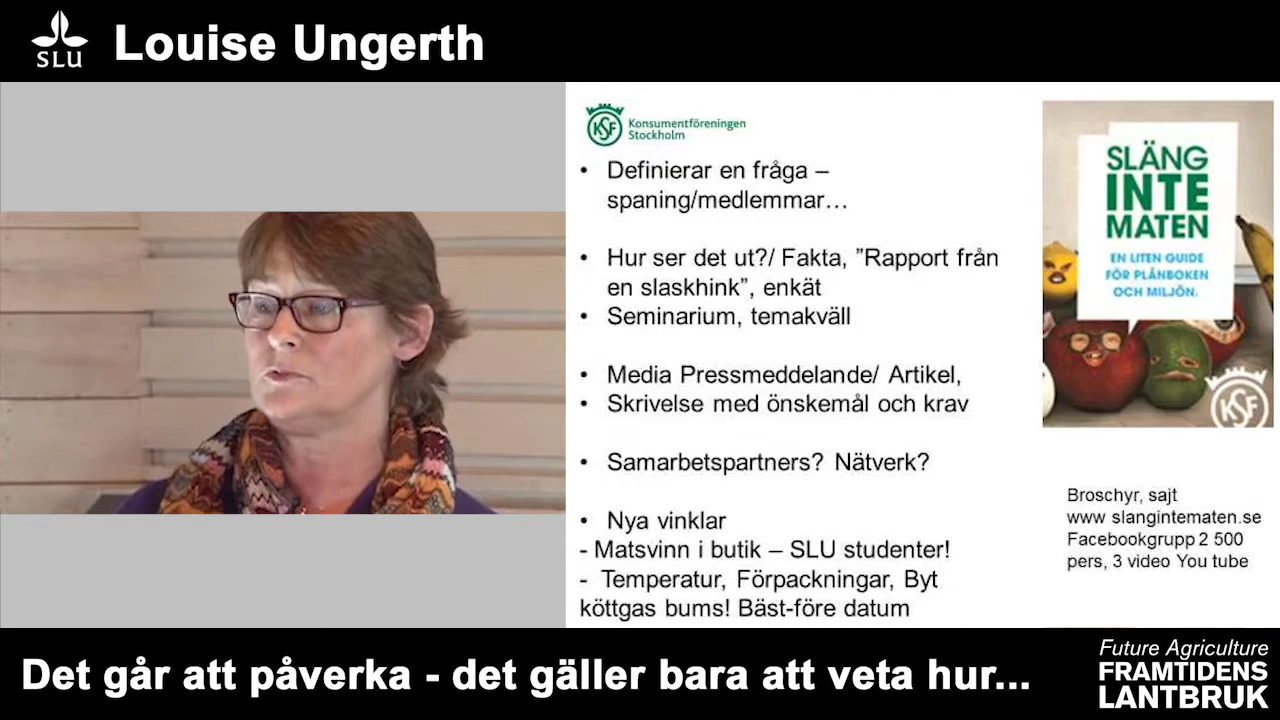 SLU
Louise Ungerth
KSF
Konsumentföreningen
Stockholm
• Definierar en fråga –
spaning/medlemmar…
• Hur ser det ut?/ Fakta, ”Rapport från
en slaskhink”, enkät
• Seminarium, temakväll
• Media Pressmeddelande/ Artikel,
• Skrivelse med önskemål och krav
• Samarbetspartners? Nätverk?
• Nya vinklar
- Matsvinn i butik – SLU studenter!
- Temperatur, Förpackningar, Byt
köttgas bums! Bäst-före datum
SLÄNG
INTE
MATEN
EN LITEN GUIDE
FÖR PLÅNBOKEN
OCH MILJÖN.
KSF
Broschyr, sajt
www slangintematen.se
Facebookgrupp 2 500
pers, 3 video You tube
Det går att påverka - det gäller bara att veta hur...
Future Agriculture
FRAMTIDENS
LANTBRUK